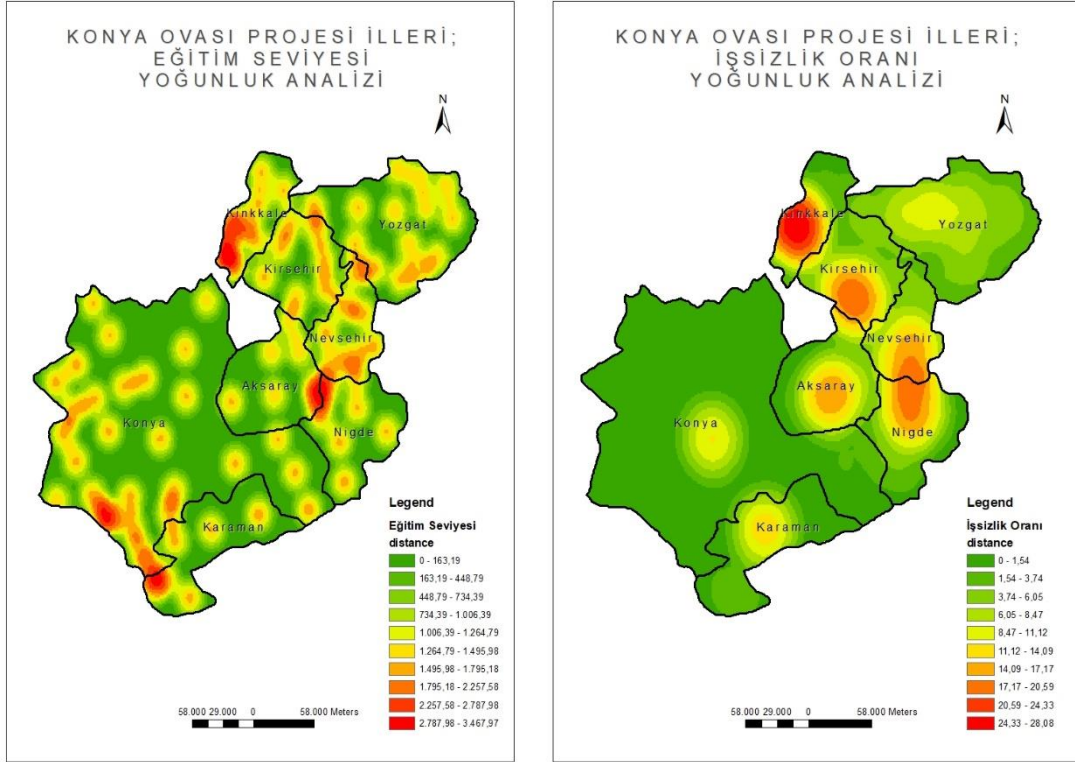 KONYA OVASI PROJESİ İLLERİ;
EĞİTİM SEVİYESİ
YOĞUNLUK ANALİZİ
N
Kırıkkale
Yozgat
Kirsehir
Nevsehir
Aksaray
Konya
Nigde
Karaman
Legend
Eğitim Seviyesi
distance
0 - 163,19
163,19 - 448,79
448,79 - 734,39
734,39 - 1.006,39
1.006,39 - 1.264,79
1.264,79 - 1.495,98
1.495,98 - 1.795,18
1.795,18 - 2.257,58
2.257,58 - 2.787,98
2.787,98 - 3.467,97
58.000 29.000 0 58.000 Meters
KONYA OVASI PROJESİ İLLERİ;
İŞSİZLİK ORANI
YOĞUNLUK ANALİZİ
N
Kırıkkale
Yozgat
Kirsehir
Nevsehir
Aksaray
Konya
Nigde
Karaman
Legend
İşsizlik Oranı
distance
0 - 1,54
1,54 - 3,74
3,74 - 6,05
6,05 - 8,47
8,47 - 11,12
11,12 - 14,09
14,09 - 17,17
17,17 - 20,59
20,59 - 24,33
24,33 - 28,08
58.000 29.000 0 58.000 Meters